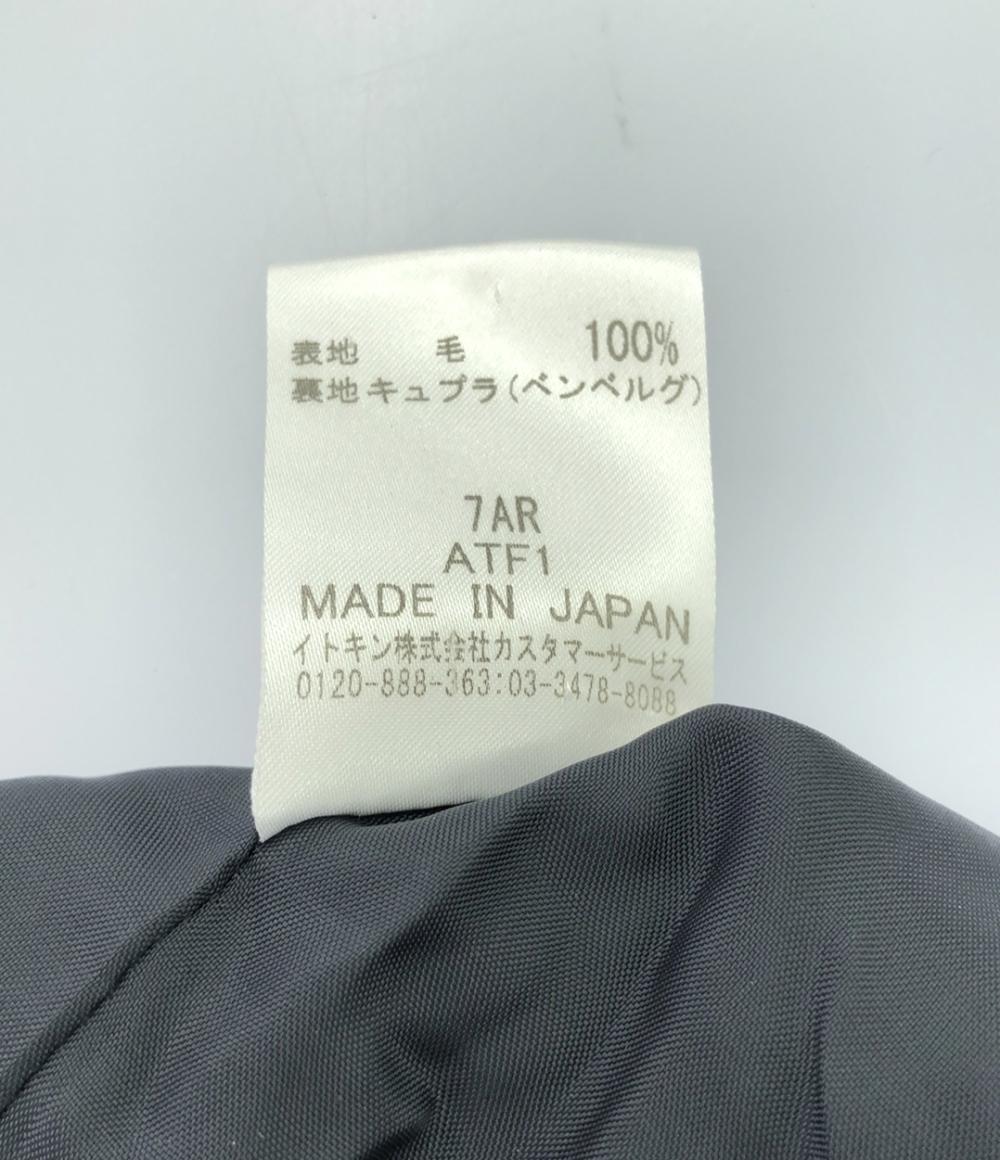 表地 毛 100%
裏地キュプラ(ベンベルグ)
7AR
ATF1
MADE IN JAPAN
イトキン株式会社カスタマーサービス
0120-888-363:03-3478-8088